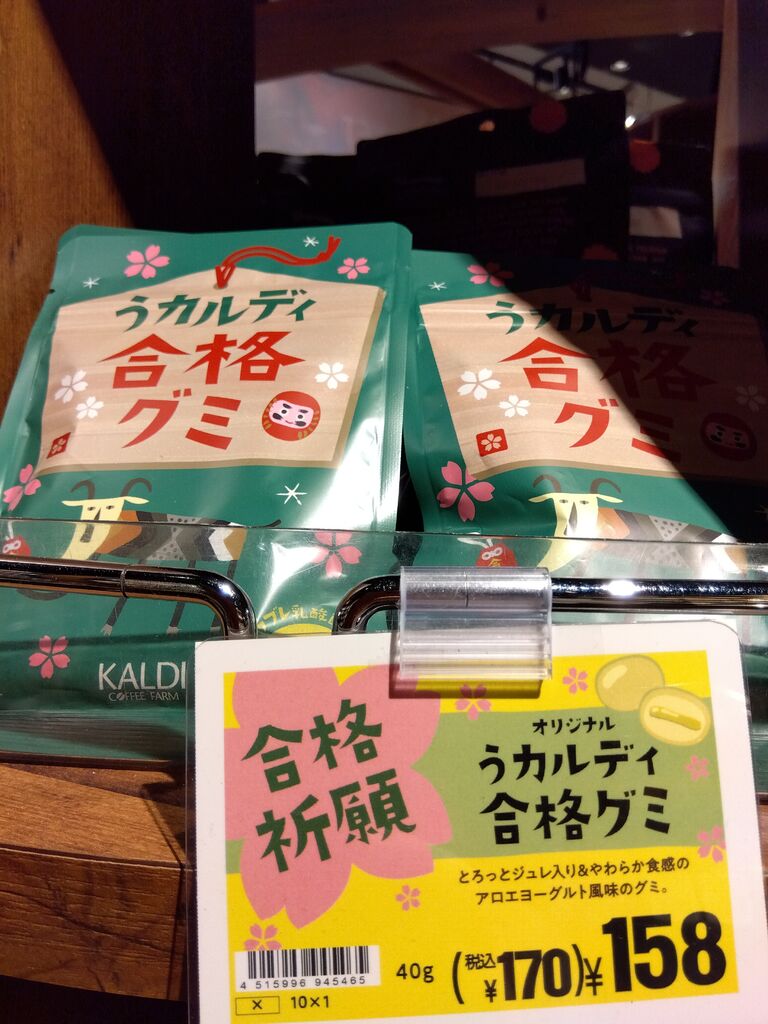 うカルディ
合格
グミ
うカルディ
合格
グミ
KALDI
COFFEE FARM
合格
祈願
オリジナル
うカルディ
合格グミ
とろっとジュレ入り&やわらか食感の
アロエヨーグルト風味のグミ。
4 515996 945465
× 10×1
40g (税込¥170)¥158